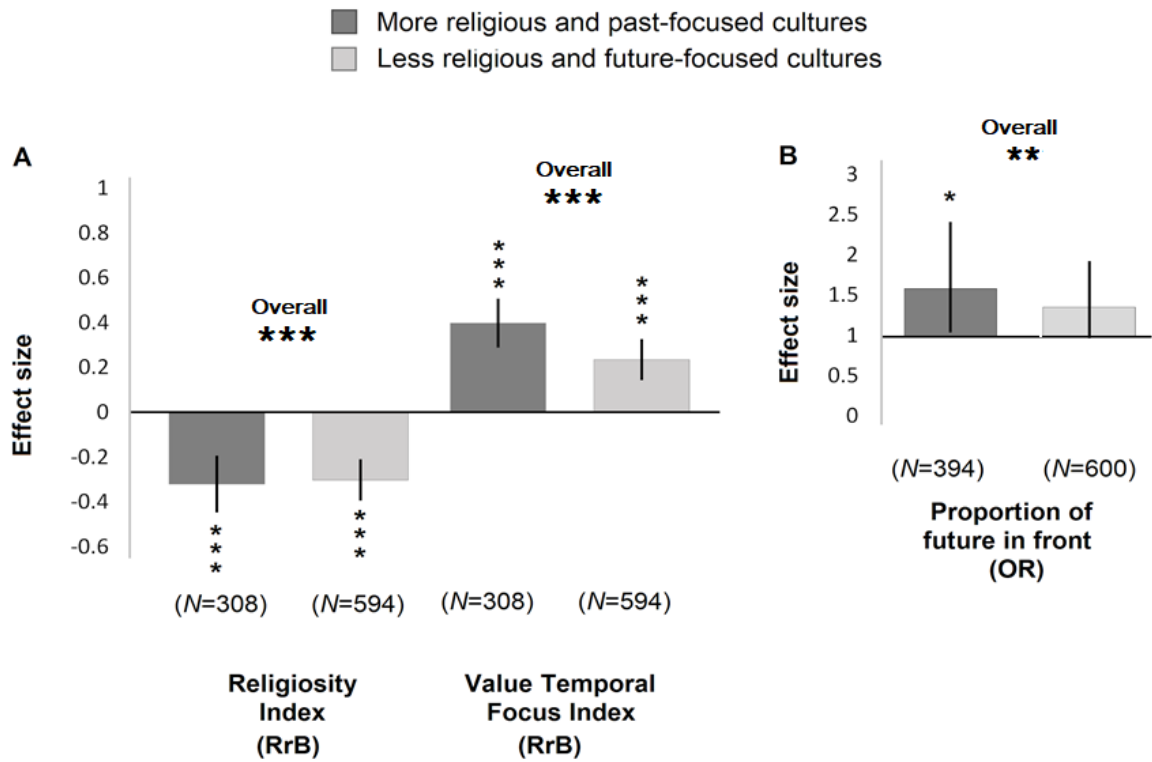 More religious and past-focused cultures
Less religious and future-focused cultures
A
Overall
***
Overall
***
1
0.8
0.6
0.4
0.2
0
-0.2
-0.4
-0.6
Effect size
***
***
***
***
(N=308)
(N=594)
(N=308)
(N=594)
Religiosity
Index
(RrB)
Value Temporal
Focus Index
(RrB)
B
Overall
**
3
2.5
2
1.5
1
0.5
0
Effect size
*
(N=394)
(N=600)
Proportion of
future in front
(OR)